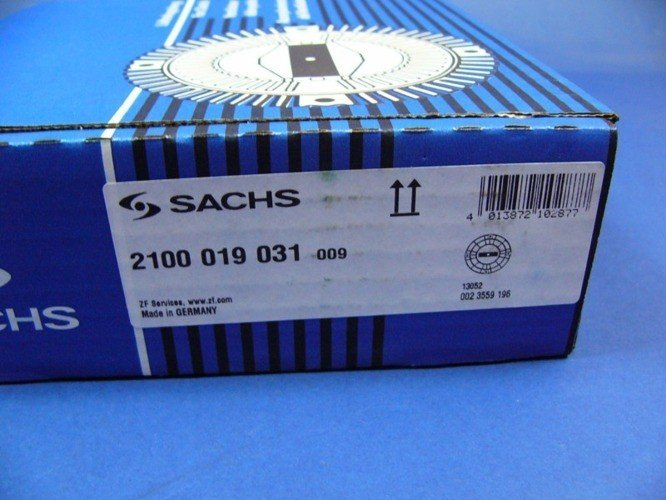 SACHS
4 013872 102877
2100 019 031 009
13052
002 3559 196
ZF Services, www.zf.com
Made in GERMANY
CHS